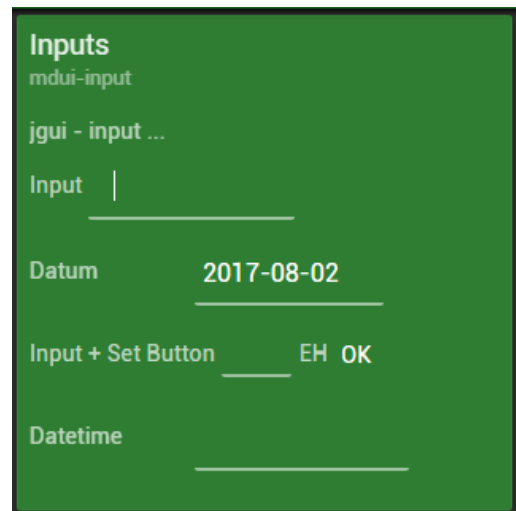 Inputs
mdui-input
jgui - input ...
Input
Datum 2017-08-02
Input + Set Button EH OK
Datetime